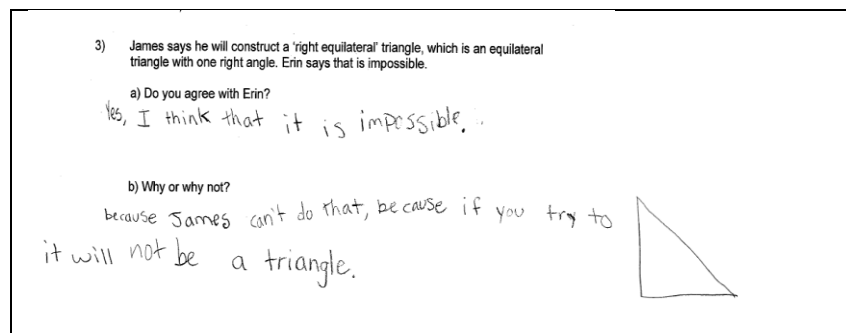 3) James says he will construct a 'right equilateral' triangle, which is an equilateral
triangle with one right angle. Erin says that is impossible.
a) Do you agree with Erin?
Yes, I think that it is impossible.
b) Why or why not?
because James can't do that, because if you try to
it will not be a triangle.